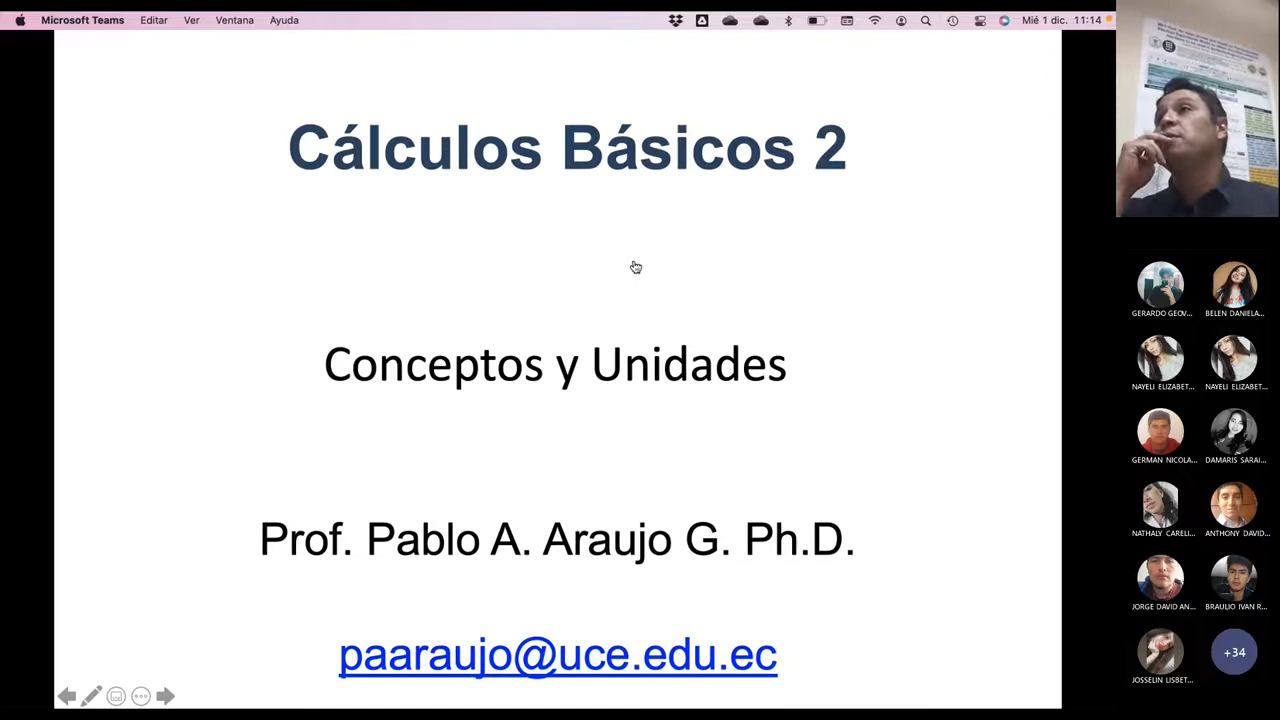 Microsoft Teams Editar Ver Ventana Ayuda Mié 1 dic. 11:14
Cálculos Básicos 2
Conceptos y Unidades
Prof. Pablo A. Araujo G. Ph.D.
paaraujo@uce.edu.ec
GERARDO GEOV... BELEN DANIELA...
NAYELI ELIZABET... NAYELI ELIZABET...
GERMAN NICOLA... DAMARIS SARAI...
NATHALY CARELI... ANTHONY DAVID...
JORGE DAVID AN... BRAULIO IVAN R...
+34
JOSSELIN LISBET...